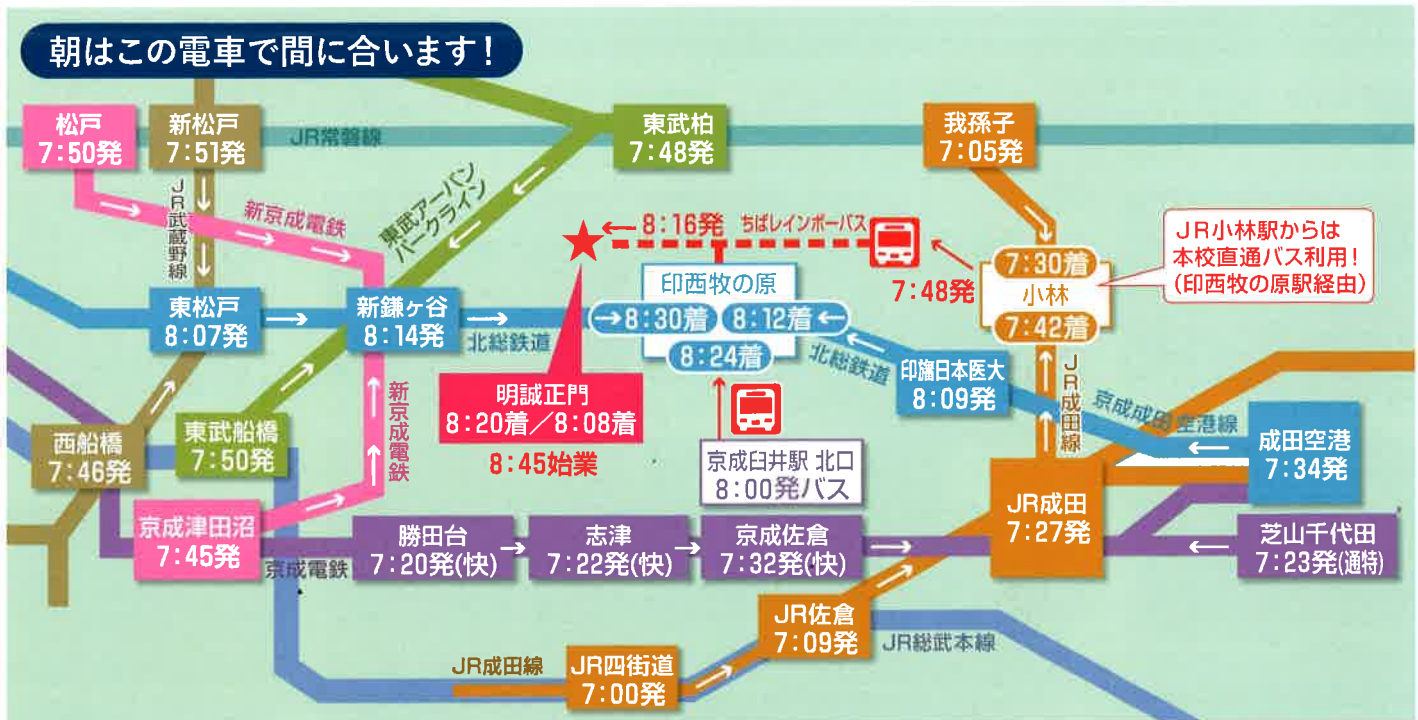 朝はこの電車で間に合います!
松戸
7:50発
新松戸
7:51発
JR常磐線
東武柏
7:48発
我孫子
7:05発
JR武蔵野線
新京成電鉄
東武アーバン
パークライン
8:16発
ちばレインボーバス
7:48発
7:30着
小林
7:42着
JR小林駅からは
本校直通バス利用!
(印西牧の原駅経由)
東松戸
8:07発
新鎌ヶ谷
8:14発
北総鉄道
印西牧の原
8:30着
8:12着
8:24着
北総鉄道
印旛日本医大
8:09発
JR成田線
京成成田空港線
成田空港
7:34発
明誠正門
8:20着/8:08着
8:45始業
新京成電鉄
西船橋
7:46発
東武船橋
7:50発
京成臼井駅 北口
8:00発バス
JR成田
7:27発
京成津田沼
7:45発
京成電鉄
勝田台
7:20発(快)
志津
7:22発(快)
京成佐倉
7:32発(快)
芝山千代田
7:23発(通特)
JR佐倉
7:09発
JR総武本線
JR成田線
JR四街道
7:00発